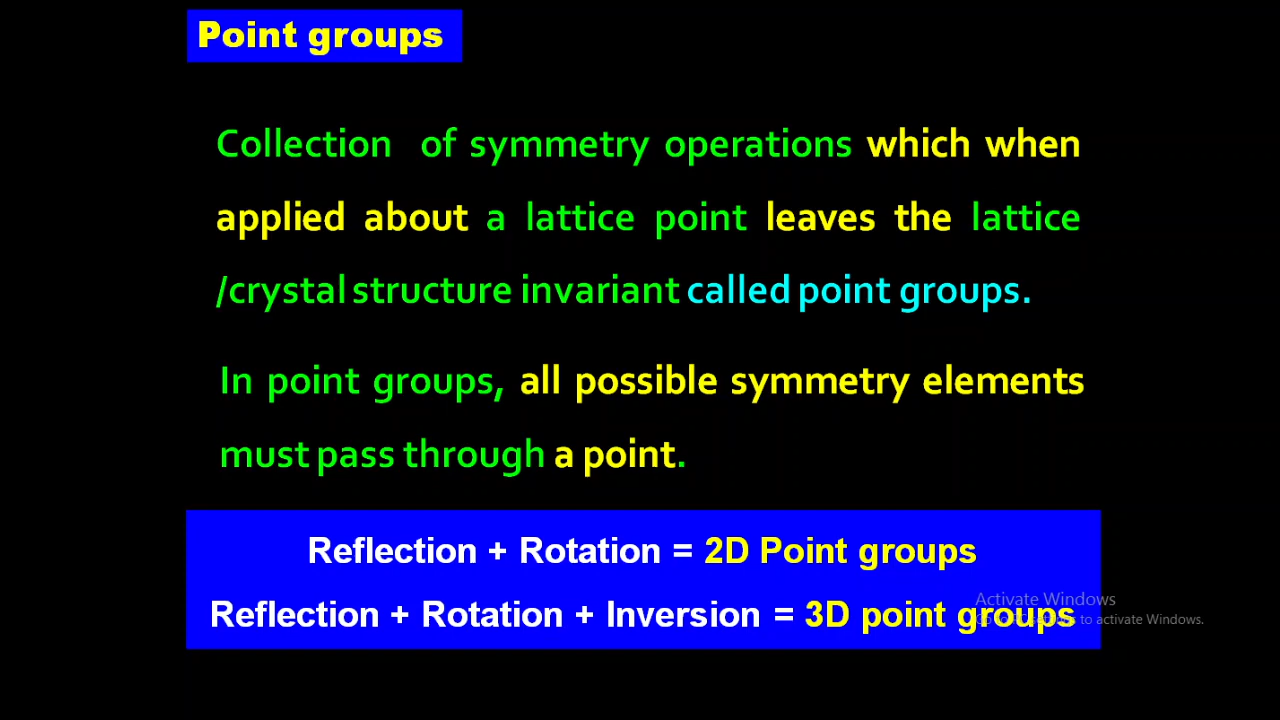 Point groups
Collection of symmetry operations which when
applied about a lattice point leaves the lattice
/crystal structure invariant called point groups.
In point groups, all possible symmetry elements
must pass through a point.
Reflection + Rotation = 2D Point groups
Reflection + Rotation + Inversion = 3D point groups
Activate Windows
to activate Windows.